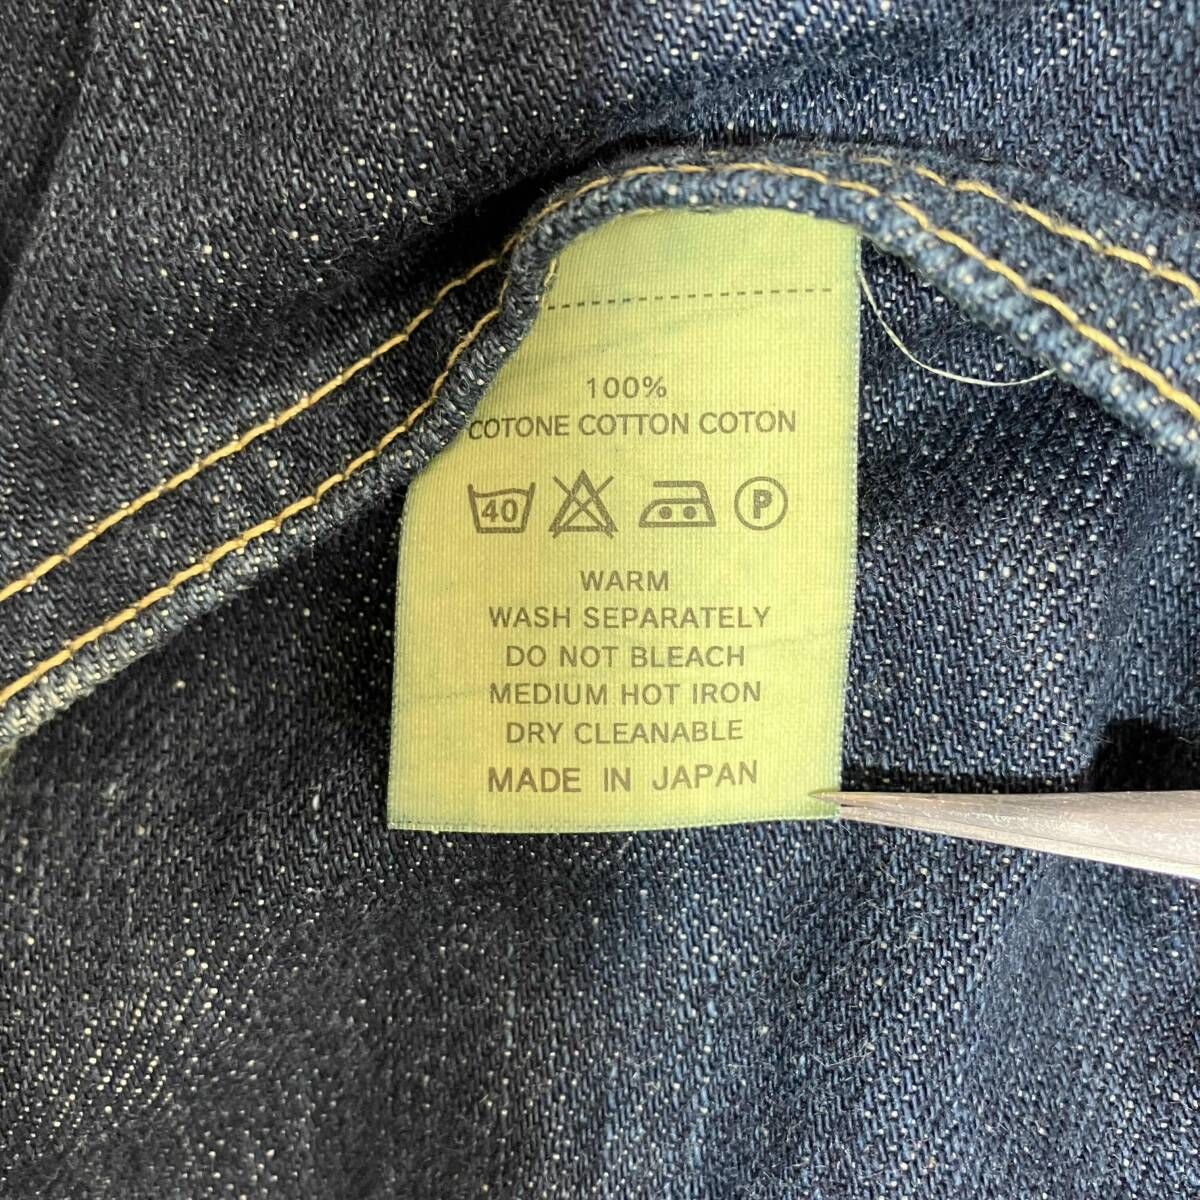 100%
COTONE COTTON COTON
40 P
WARM
WASH SEPARATELY
DO NOT BLEACH
MEDIUM HOT IRON
DRY CLEANABLE
MADE IN JAPAN